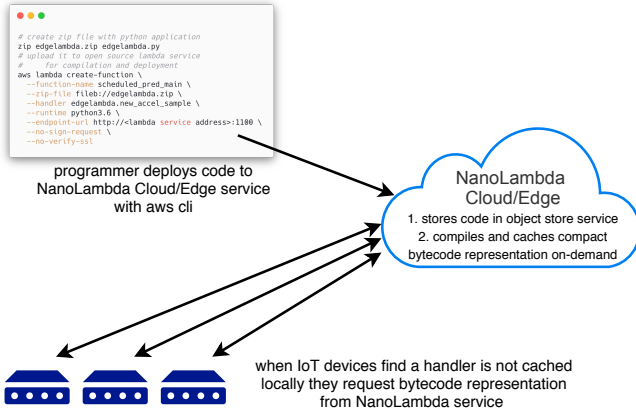 # create zip file with python application
zip edgelambda.zip edgelambda.py
# upload it to open source lambda service
#     for compilation and deployment
aws lambda create-function \
--function-name scheduled_pred_main \
--zip-file fileb://edgelambda.zip \
--handler edgelambda.new_accel_sample \
--runtime python3.6 \
--endpoint-url http://<lambda service address>:1100 \
--no-sign-request \
--no-verify-ssl
programmer deploys code to
NanoLambda Cloud/Edge service
with aws cli
NanoLambda
Cloud/Edge
1. stores code in object store service
2. compiles and caches compact
bytecode representation on-demand
when IoT devices find a handler is not cached
locally they request bytecode representation
from NanoLambda service